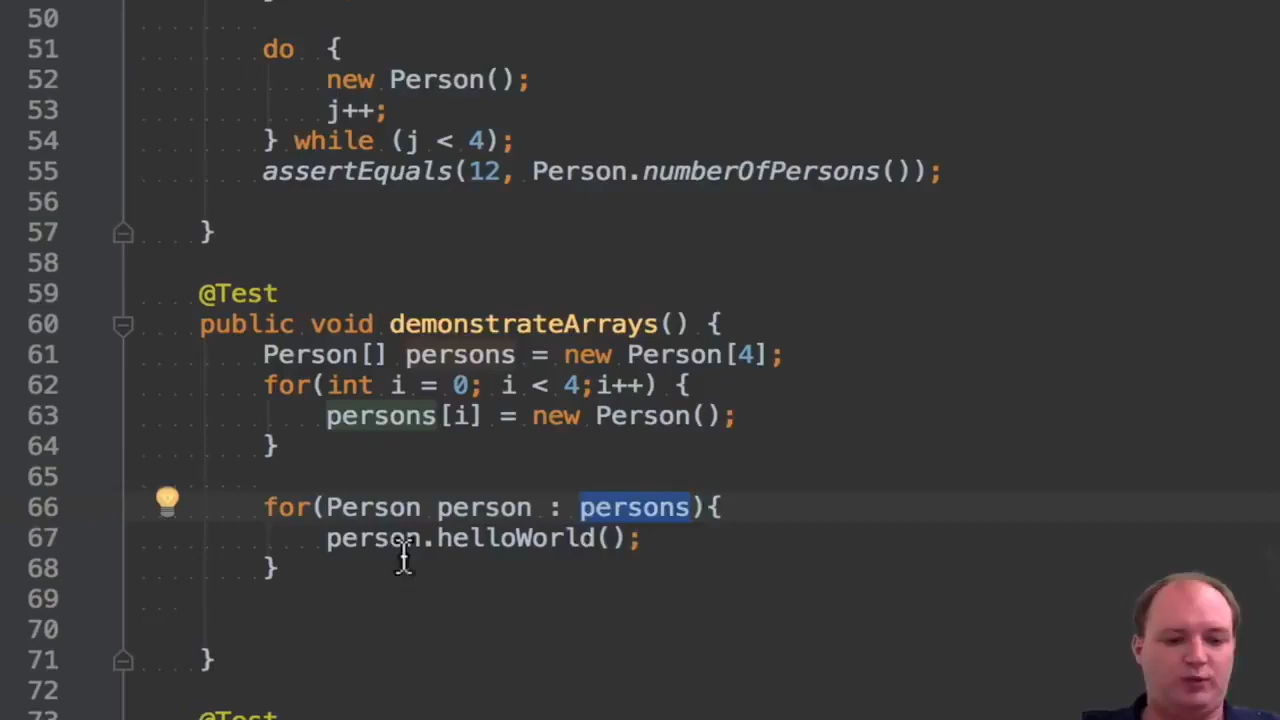 50
51 do {
52 new Person();
53 j++;
54 } while (j < 4);
55 assertEquals(12, Person.numberOfPersons());
56
57 }
58
59 @Test
60 public void demonstrateArrays() {
61 Person[] persons = new Person[4];
62 for(int i = 0; i < 4;i++) {
63 persons[i] = new Person();
64 }
65
66 for(Person person : persons){
67 person.helloWorld();
68 }
69
70
71 }
72
73 @Test